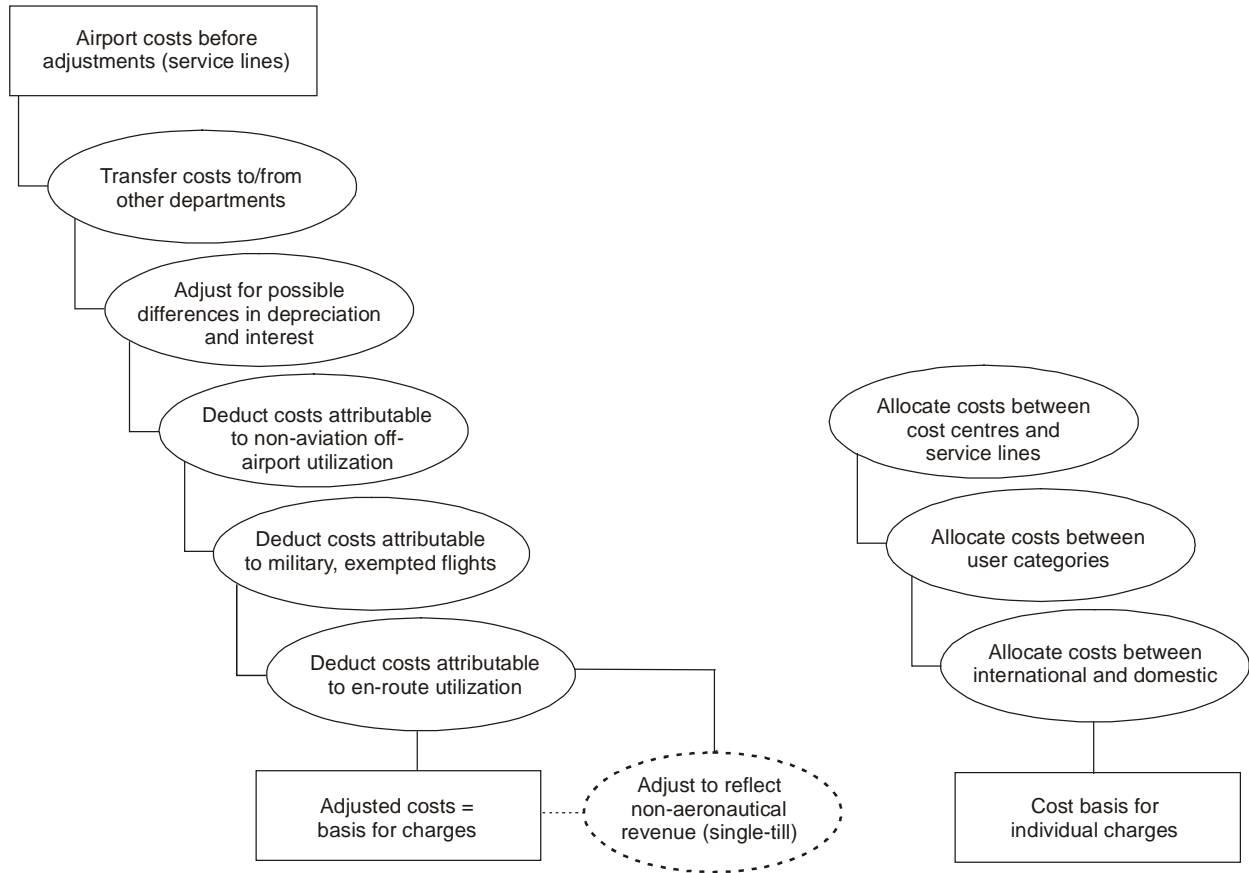 Airport costs before
adjustments (service lines)
Transfer costs to/from
other departments
Adjust for possible
differences in depreciation
and interest
Deduct costs attributable
to non-aviation off-
airport utilization
Deduct costs attributable
to military, exempted flights
Deduct costs attributable
to en-route utilization
Adjusted costs =
basis for charges
Adjust to reflect
non-aeronautical
revenue (single-till)
Allocate costs between
cost centres and
service lines
Allocate costs between
user categories
Allocate costs between
international and domestic
Cost basis for
individual charges